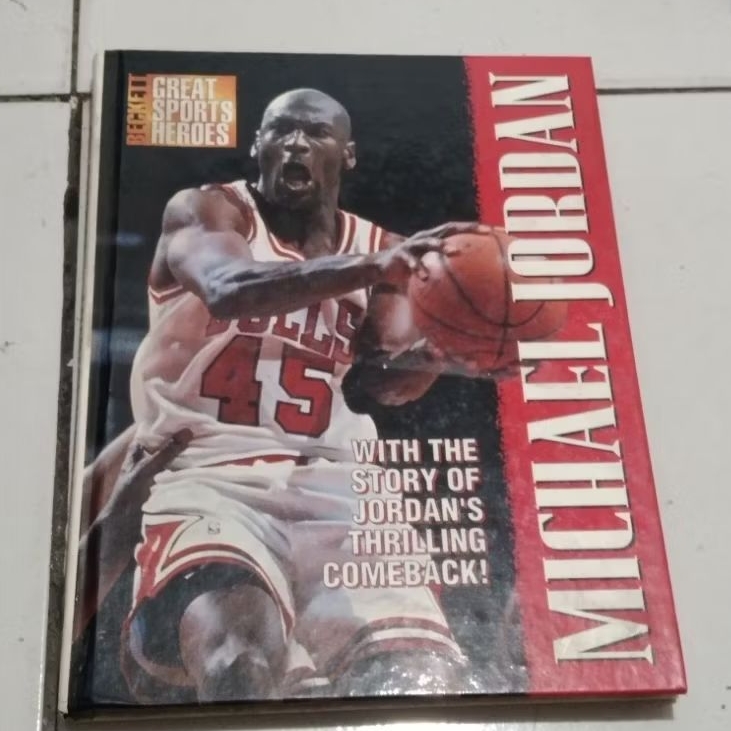 BECKETT
GREAT
SPORTS
HEROES
BULLS
45
WITH THE
STORY OF
JORDAN'S
THRILLING
COMEBACK!
MICHAEL JORDAN